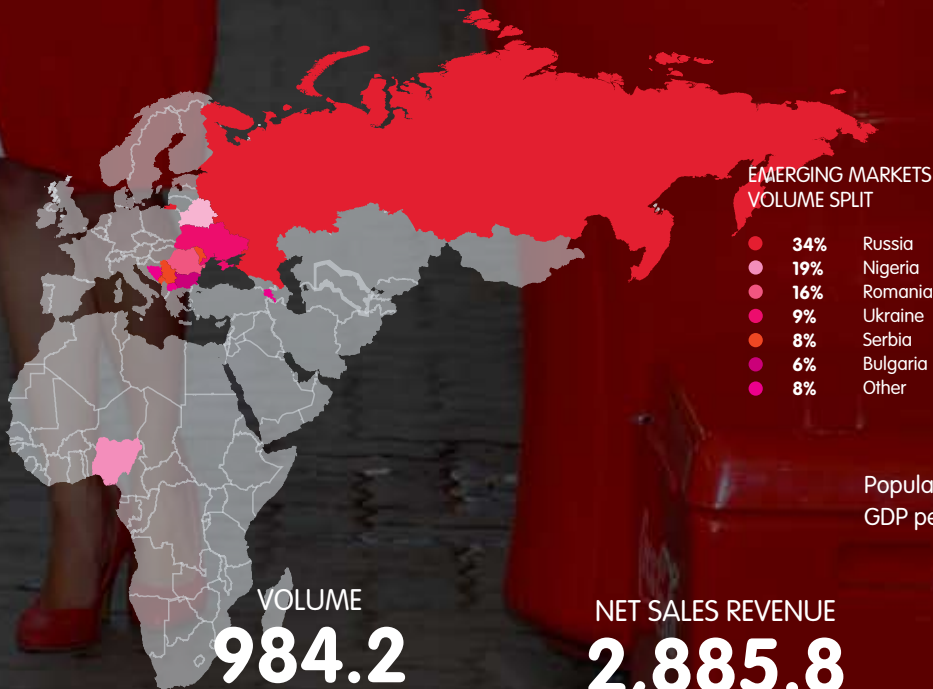 EMERGING MARKETS
VOLUME SPLIT
34% Russia
19% Nigeria
16% Romania
9% Ukraine
8% Serbia
6% Bulgaria
8% Other
VOLUME
984.2
NET SALES REVENUE
2,885.8